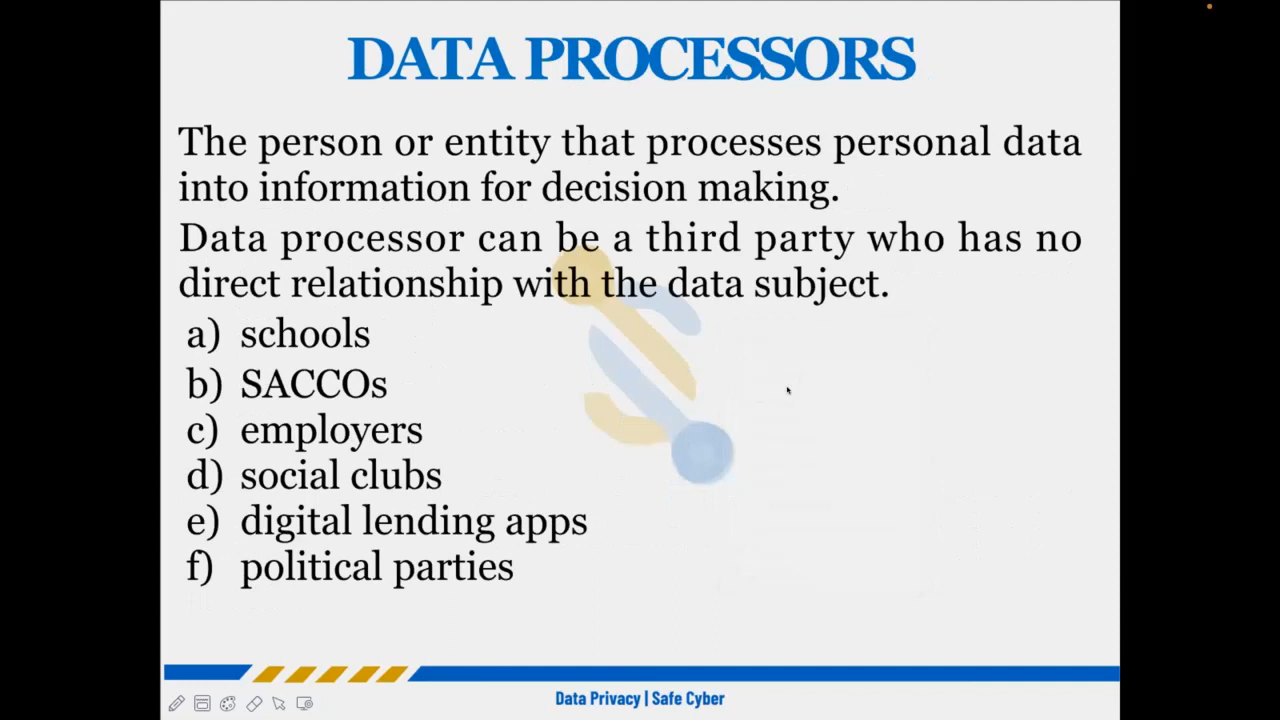 DATA PROCESSORS
The person or entity that processes personal data
into information for decision making.
Data processor can be a third party who has no
direct relationship with the data subject.
a) schools
b) SACCOs
c) employers
d) social clubs
e) digital lending apps
f) political parties
Data Privacy | Safe Cyber